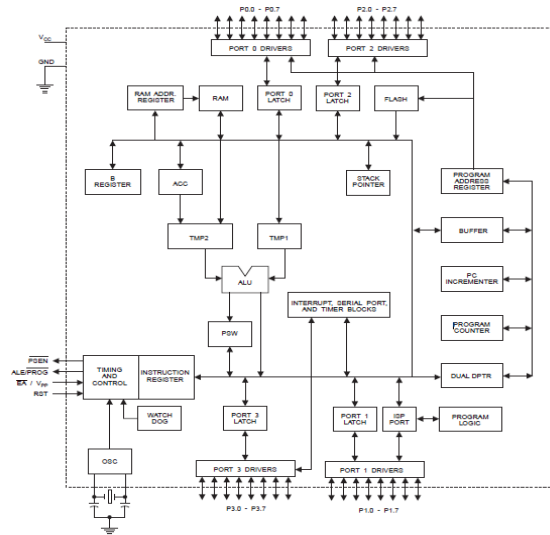 P0.0 - P0.7
P2.0 - P2.7
VCC
GND
PORT 0 DRIVERS
PORT 2 DRIVERS
RAM ADDR.
REGISTER
RAM
PORT 0
LATCH
PORT 2
LATCH
FLASH
B
REGISTER
ACC
STACK
POINTER
PROGRAM
ADDRESS
REGISTER
TMP2
TMP1
BUFFER
ALU
PC
INCREMENTER
INTERRUPT, SERIAL PORT,
AND TIMER BLOCKS
PSW
PROGRAM
COUNTER
PSEN
ALE/PROG
EA / VPP
RST
TIMING
AND
CONTROL
INSTRUCTION
REGISTER
DUAL DPTR
WATCH
DOG
PORT 3
LATCH
PORT 1
LATCH
ISP
PORT
PROGRAM
LOGIC
OSC
PORT 3 DRIVERS
PORT 1 DRIVERS
P3.0 - P3.7
P1.0 - P1.7